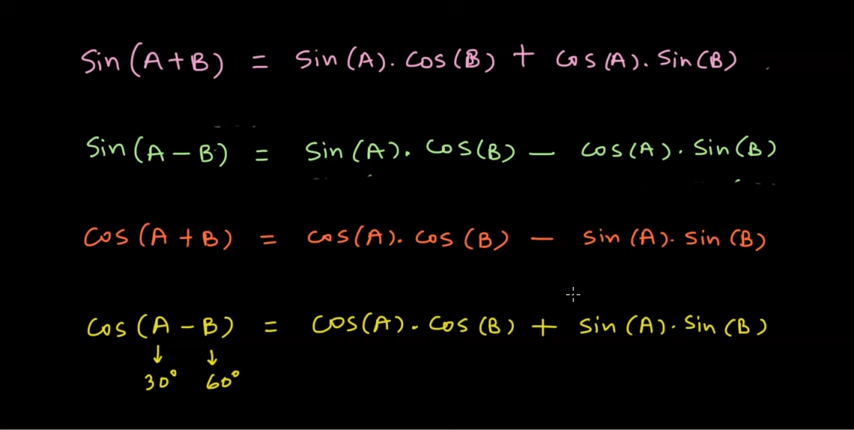 Sin(A+B) = Sin(A). Cos(B) + Cos(A). Sin(B)
Sin(A-B) = Sin(A). Cos(B) - Cos(A). Sin(B)
Cos(A+B) = Cos(A). Cos(B) - Sin(A). Sin(B)
Cos(A-B) = Cos(A). Cos(B) + Sin(A). Sin(B)
↓ ↓
30° 60°